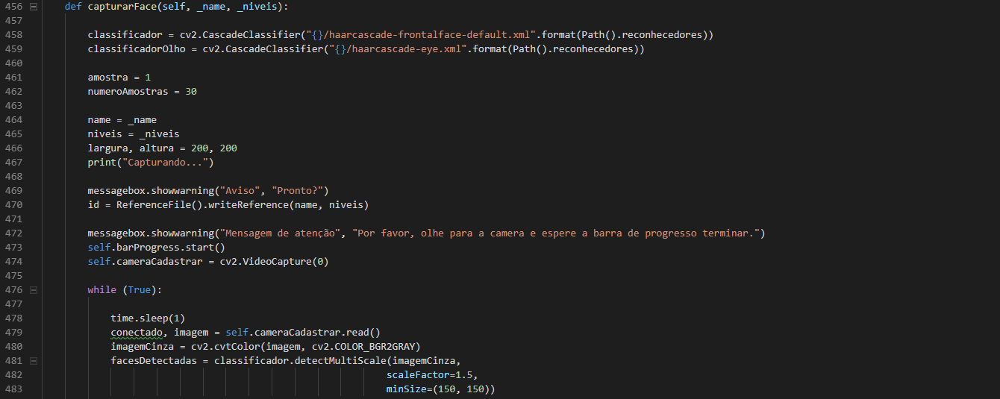 456 def capturarFace(self, _name, _niveis):
457
458 classificador = cv2.CascadeClassifier("{}/haarcascade-frontalface-default.xml".format(Path().reconhecedores))
459 classificadorOlho = cv2.CascadeClassifier("{}/haarcascade-eye.xml".format(Path().reconhecedores))
460
461 amostra = 1
462 numeroAmostras = 30
463
464 name = _name
465 niveis = _niveis
466 largura, altura = 200, 200
467 print("Capturando...")
468
469 messagebox.showwarning("Aviso", "Pronto?")
470 id = ReferenceFile().writeReference(name, niveis)
471
472 messagebox.showwarning("Mensagem de atenção", "Por favor, olhe para a camera e espere a barra de progresso terminar.")
473 self.barProgress.start()
474 self.cameraCadastrar = cv2.VideoCapture(0)
475
476 while (True):
477
478 time.sleep(1)
479 conectado, imagem = self.cameraCadastrar.read()
480 imagemCinza = cv2.cvtColor(imagem, cv2.COLOR_BGR2GRAY)
481 facesDetectadas = classificador.detectMultiScale(imagemCinza,
482 scaleFactor=1.5,
483 minSize=(150, 150))